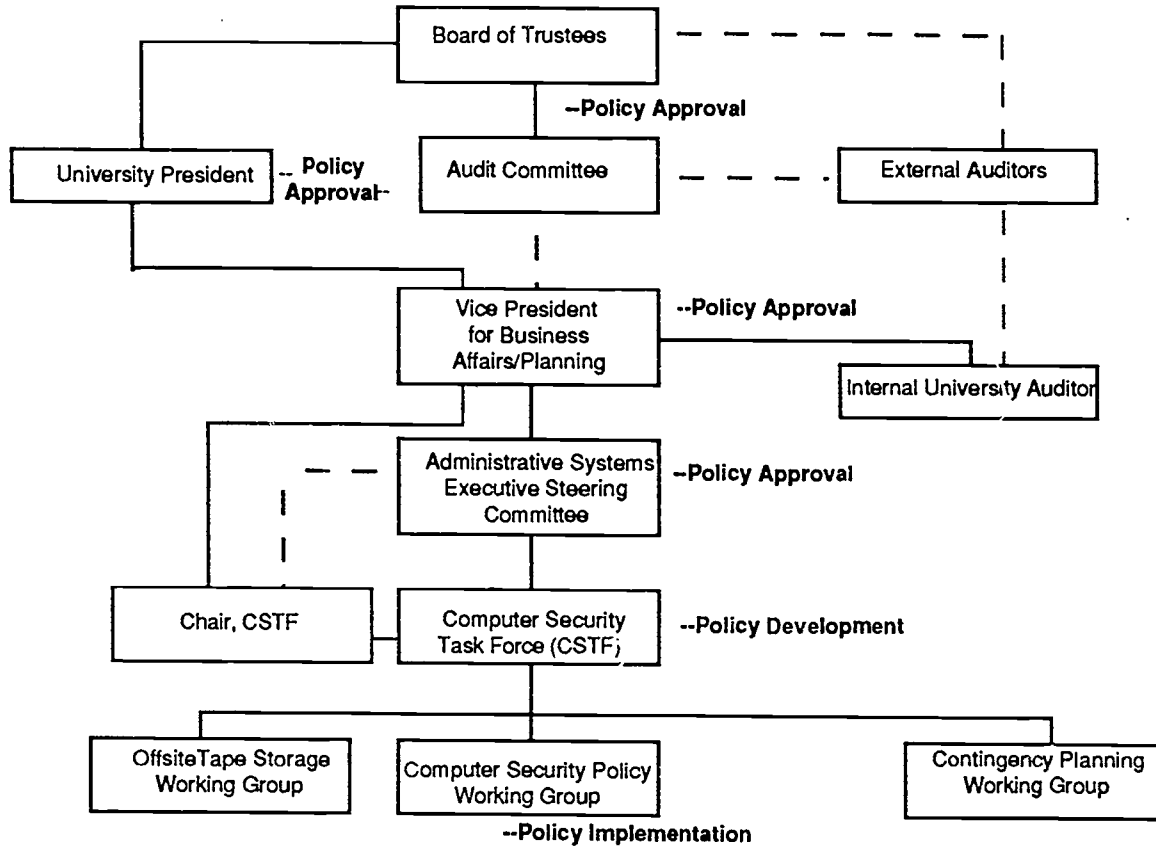 Board of Trustees
--Policy Approval
University President
-- Policy
Approval--
Audit Committee
External Auditors
Vice President
for Business
Affairs/Planning
--Policy Approval
Internal University Auditor
Administrative Systems
Executive Steering
Committee
--Policy Approval
Chair, CSTF
Computer Security
Task Force (CSTF)
--Policy Development
OffsiteTape Storage
Working Group
Computer Security Policy
Working Group
Contingency Planning
Working Group
--Policy Implementation